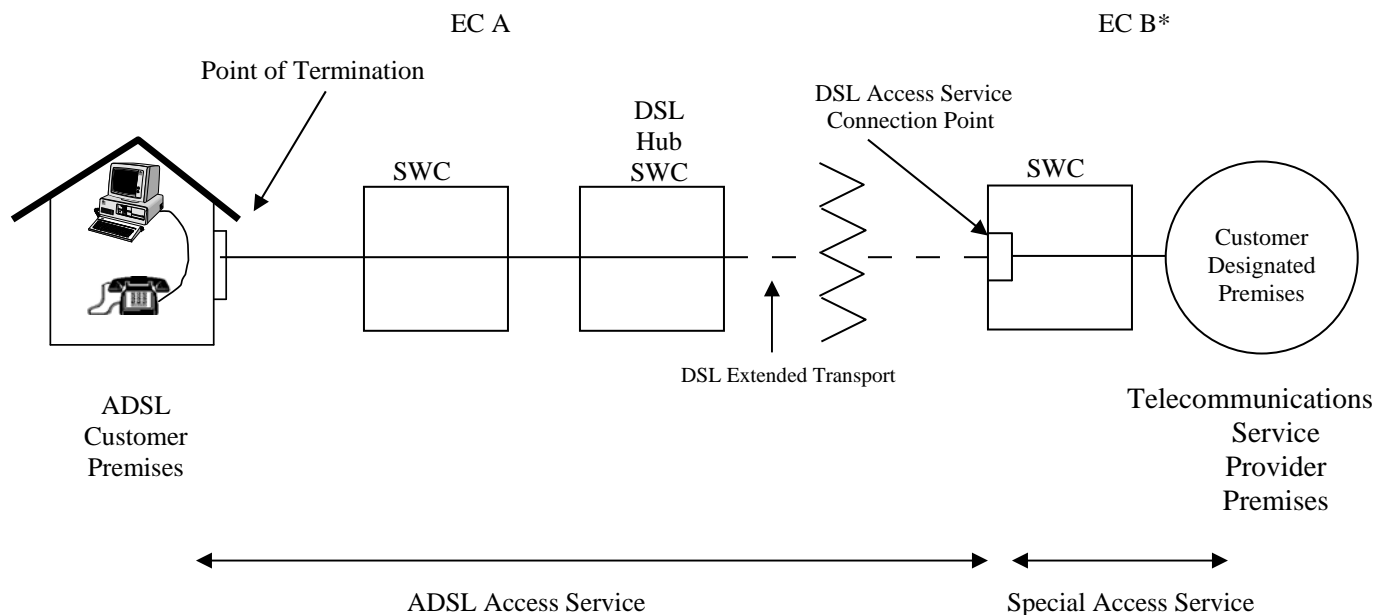 EC A
EC B*
Point of Termination
DSL Access Service
Connection Point
DSL
Hub
SWC
SWC
SWC
Customer
Designated
Premises
DSL Extended Transport
ADSL
Customer
Premises
Telecommunications
Service
Provider
Premises
ADSL Access Service
Special Access Service